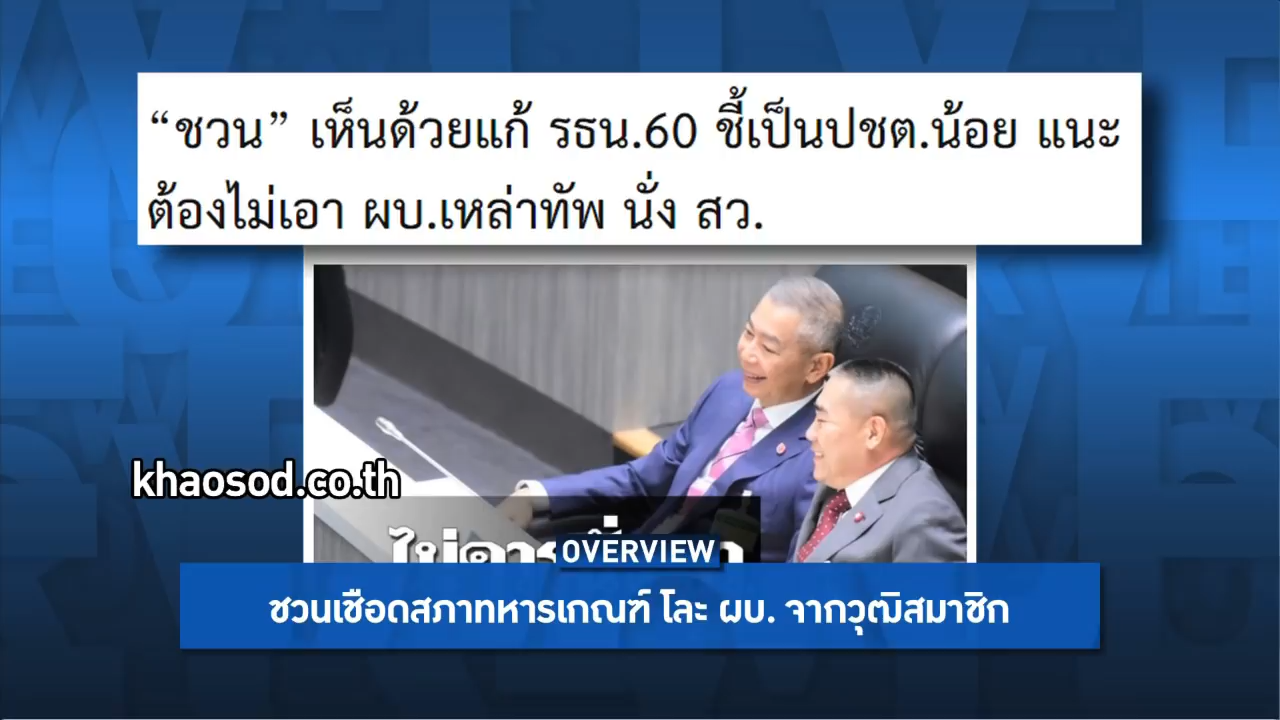 “ชวน” เห็นด้วยแก้ รธน.60 ชี้เป็นปชต.น้อย แนะ
ต้องไม่เอา ผบ.เหล่าทัพ นั่ง สว.
khaosod.co.th
OVERVIEW
ชวนเชือดสภาทหารเกณฑ์ โละ ผบ. จากวุฒิสมาชิก